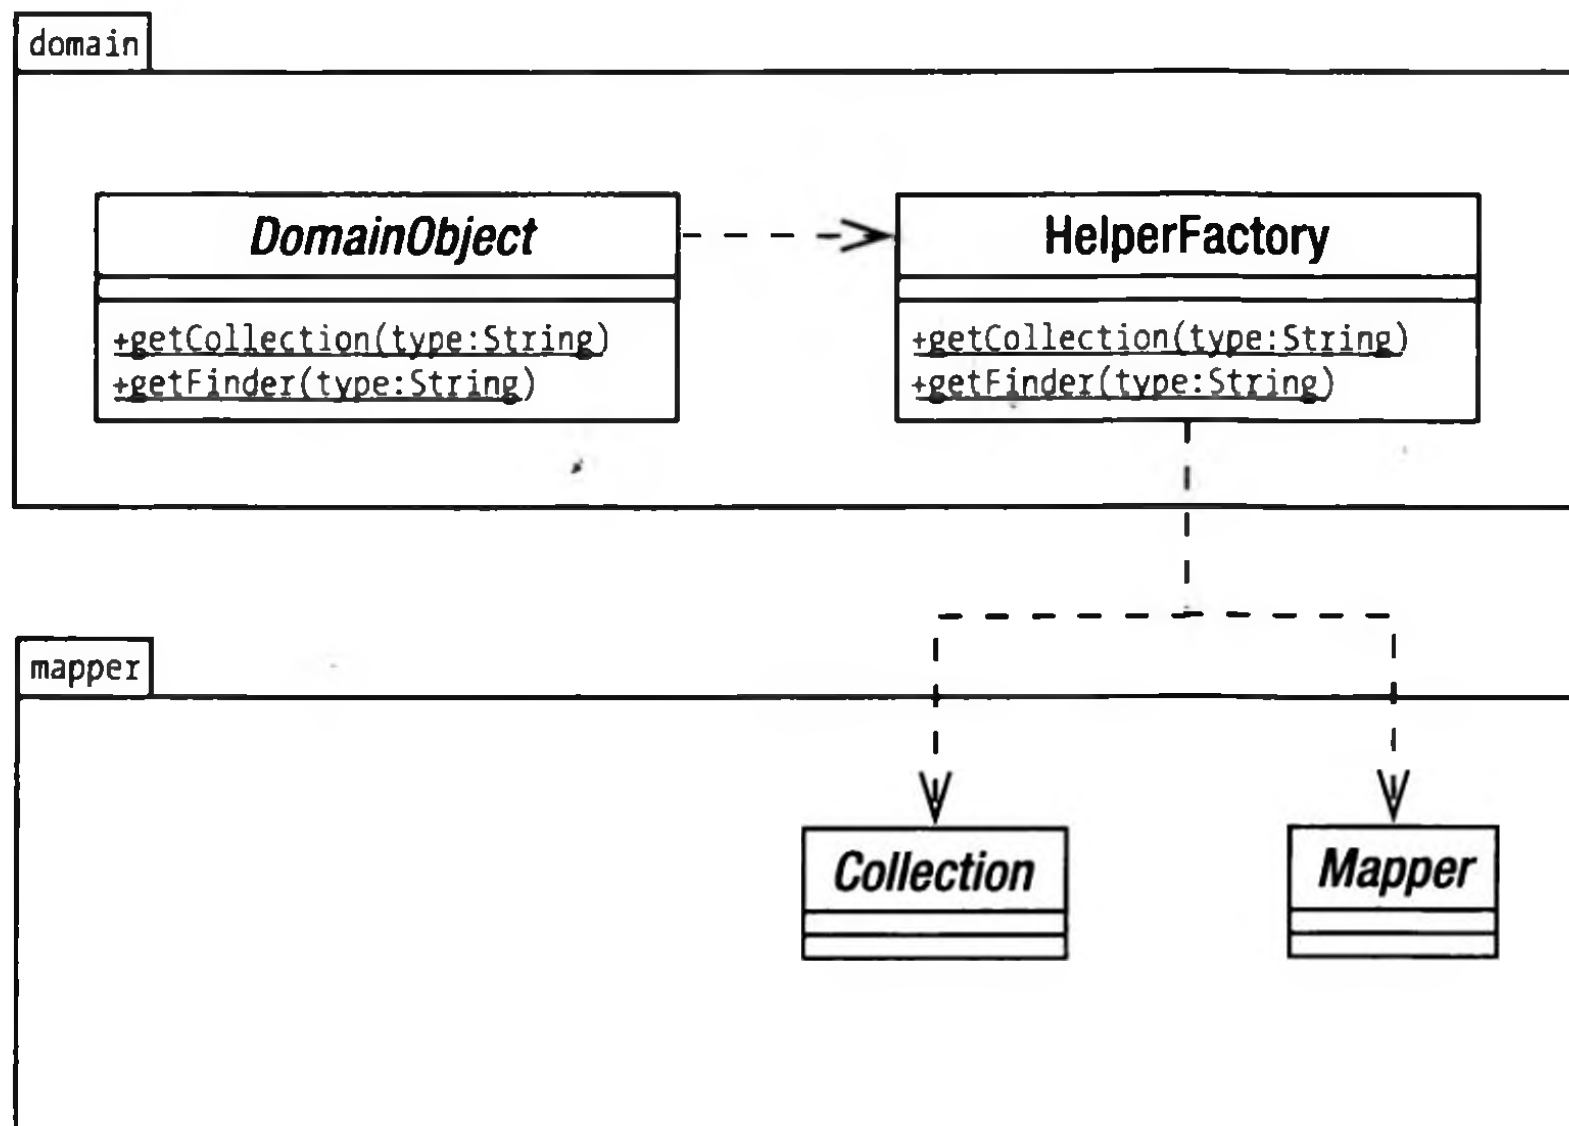 domain
DomainObject
+getCollection(type:String)
+getFinder(type:String)
HelperFactory
+getCollection(type:String)
+getFinder(type:String)
mapper
Collection
Mapper